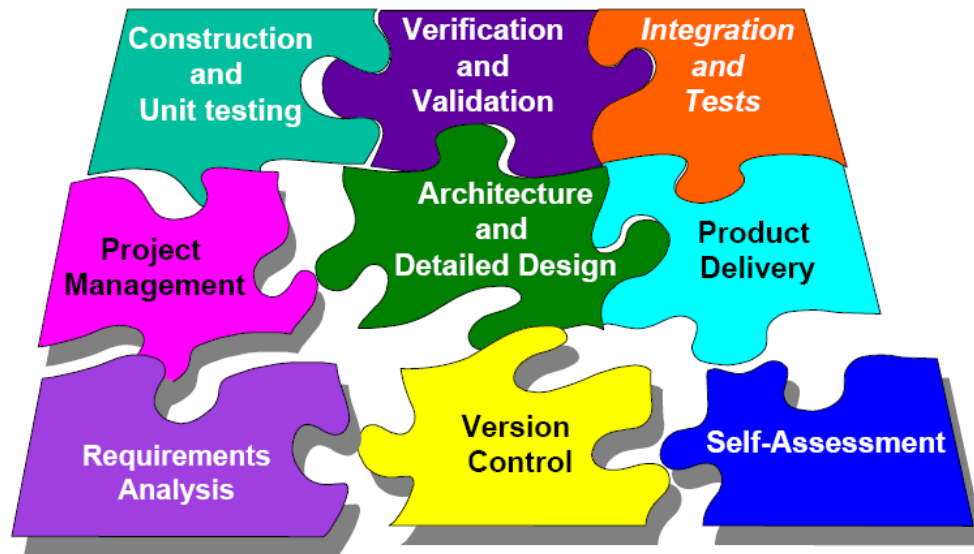 Construction
and
Unit testing
Verification
and
Validation
Integration
and
Tests
Project
Management
Architecture
and
Detailed Design
Product
Delivery
Requirements
Analysis
Version
Control
Self-Assessment